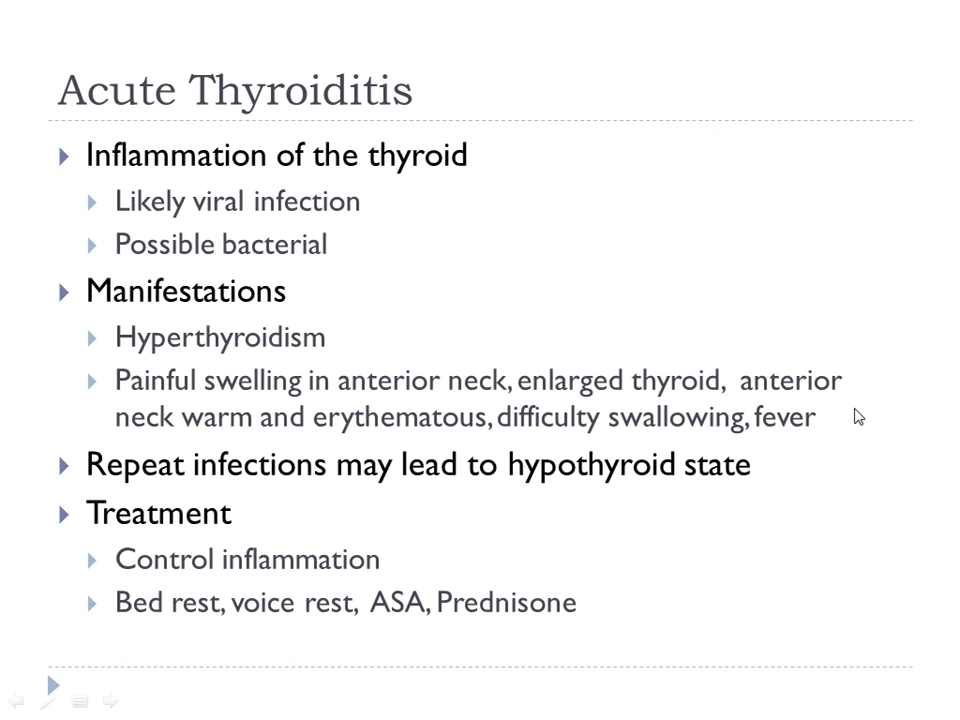 Acute Thyroiditis
Inflammation of the thyroid
Likely viral infection
Possible bacterial
Manifestations
Hyperthyroidism
Painful swelling in anterior neck, enlarged thyroid, anterior
neck warm and erythematous, difficulty swallowing, fever
Repeat infections may lead to hypothyroid state
Treatment
Control inflammation
Bed rest, voice rest, ASA, Prednisone